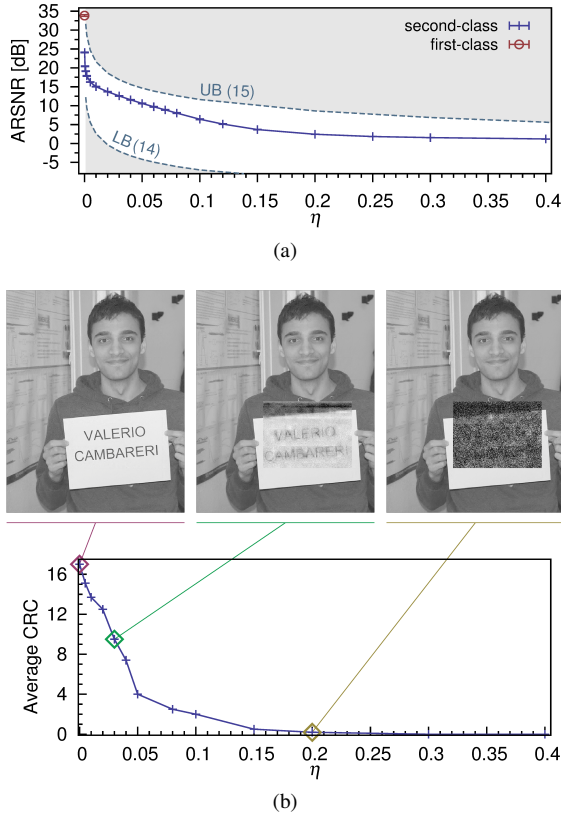 35
30
25
20
15
10
5
0
-5
ARSNR [dB]
second-class
first-class
UB (15)
LB (14)
0 0.05 0.1 0.15 0.2 0.25 0.3 0.35 0.4
η
(a)
VALERIO
CAMBARERI
VALERIO
CAMBARERI
16
12
8
4
0
Average CRC
0 0.05 0.1 0.15 0.2 0.25 0.3 0.35 0.4
η
(b)